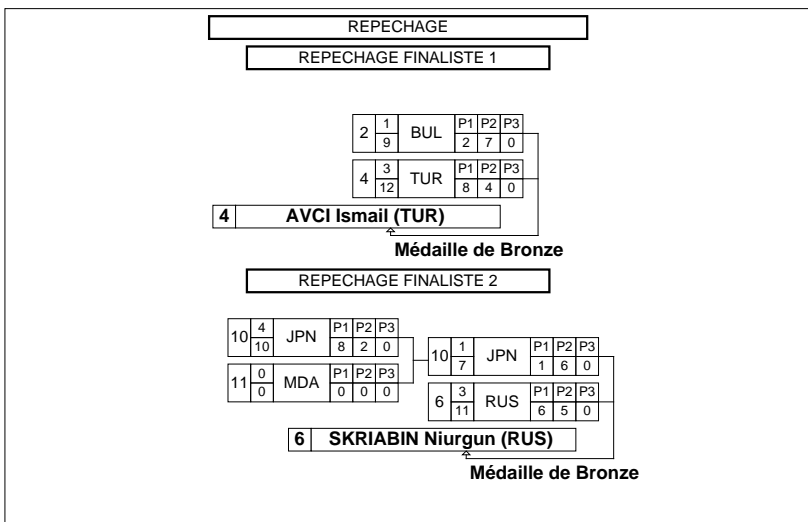 REPECHAGE
REPECHAGE FINALISTE 1
2 1 BUL P1 P2 P3
9 2 7 0
4 3 TUR P1 P2 P3
12 8 4 0
4 AVCI Ismail (TUR)
Médaille de Bronze
REPECHAGE FINALISTE 2
10 4 JPN P1 P2 P3
10 8 2 0
11 0 MDA P1 P2 P3
0 0 0 0
10 1 JPN P1 P2 P3
7 1 6 0
6 3 RUS P1 P2 P3
11 6 5 0
6 SKRIABIN Niurgun (RUS)
Médaille de Bronze